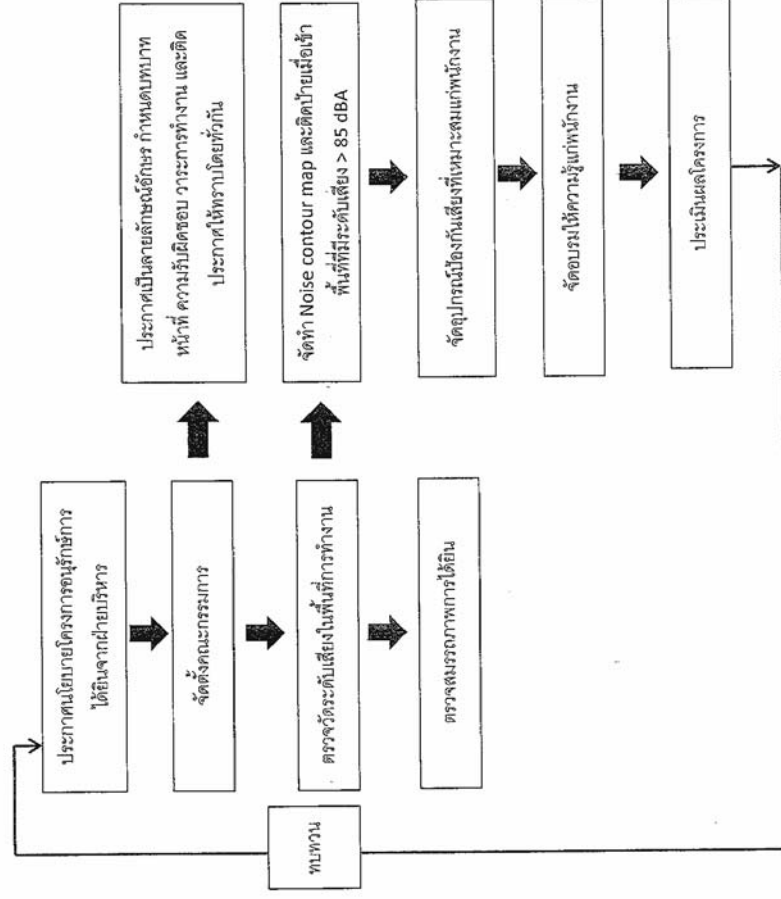 ประกาศนโยบายโครงการอนุรักษ์การ
ได้ยินจากฝ่ายบริหาร
จัดตั้งคณะกรรมการ
ประกาศเป็นลายลักษณ์อักษร กำหนดบทบาท
หน้าที่ ความรับผิดชอบ วาระการทำงาน และติด
ประกาศให้ทราบโดยทั่วกัน
ตรวจวัดระดับเสียงในพื้นที่การทำงาน
จัดทำ Noise contour map และติดป้ายเมื่อเข้า
พื้นที่ที่มีระดับเสียง > 85 dBA
ตรวจสมรรถภาพการได้ยิน
จัดอุปกรณ์ป้องกันเสียงที่เหมาะสมแก่พนักงาน
จัดอบรมให้ความรู้แก่พนักงาน
ประเมินผลโครงการ
ทบทวน